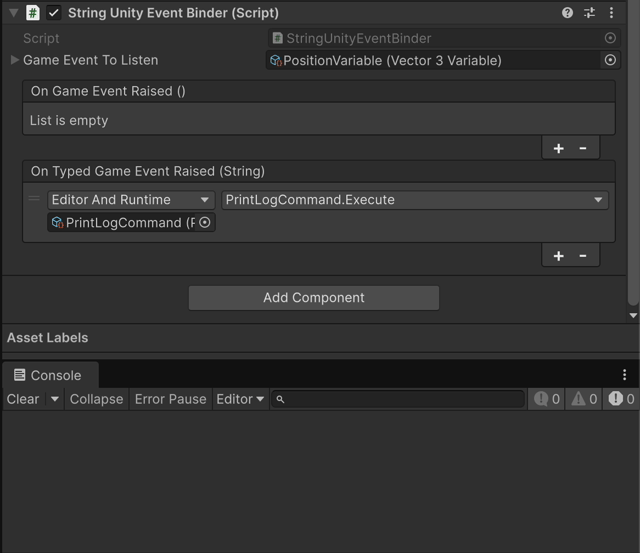 String Unity Event Binder (Script)
Script
StringUnityEventBinder
Game Event To Listen
PositionVariable (Vector 3 Variable)
On Game Event Raised ()
List is empty
+ -
On Typed Game Event Raised (String)
Editor And Runtime
PrintLogCommand.Execute
PrintLogCommand (F
+ -
Add Component
Asset Labels
Console
Clear
Collapse
Error Pause
Editor
0
0
0